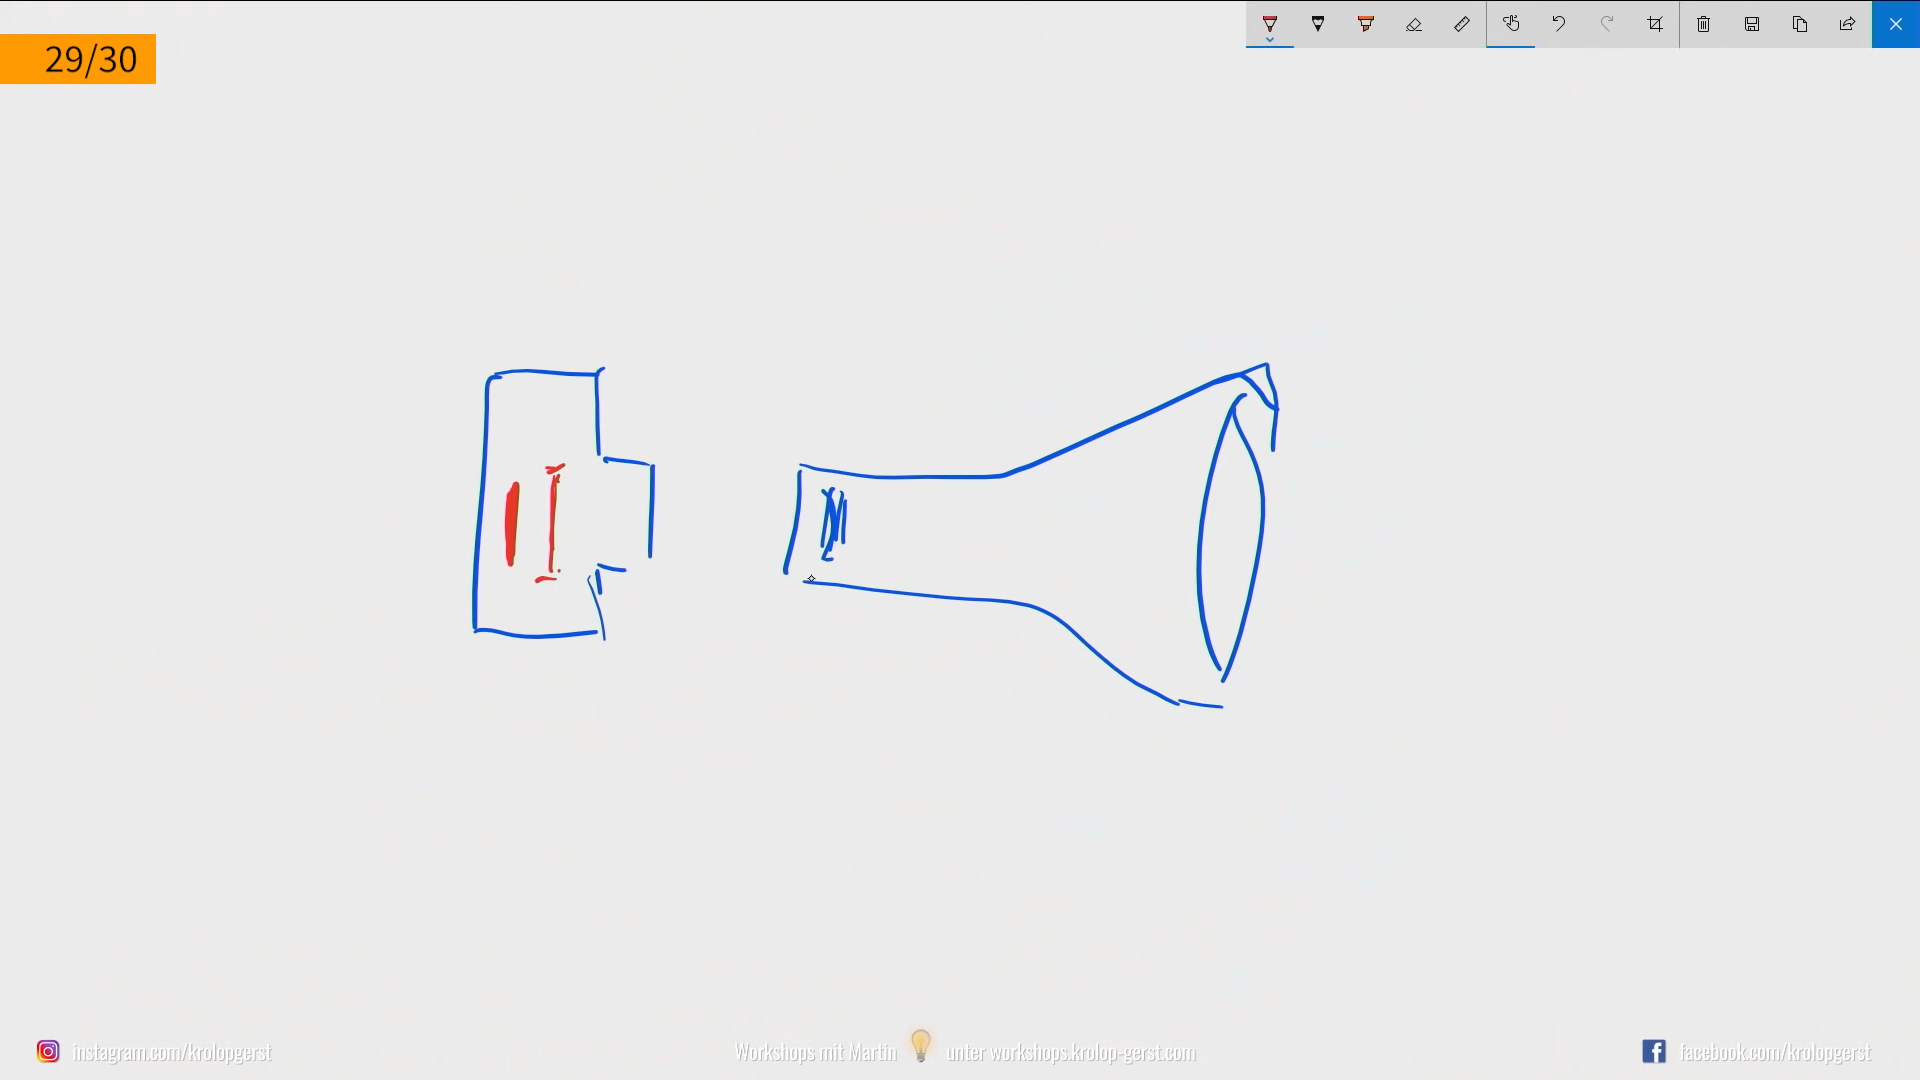 29/30
instagram.com/krolopgerst
Workshops mit Martin unter workshops.krolop-gerst.com
facebook.com/krolopgerst